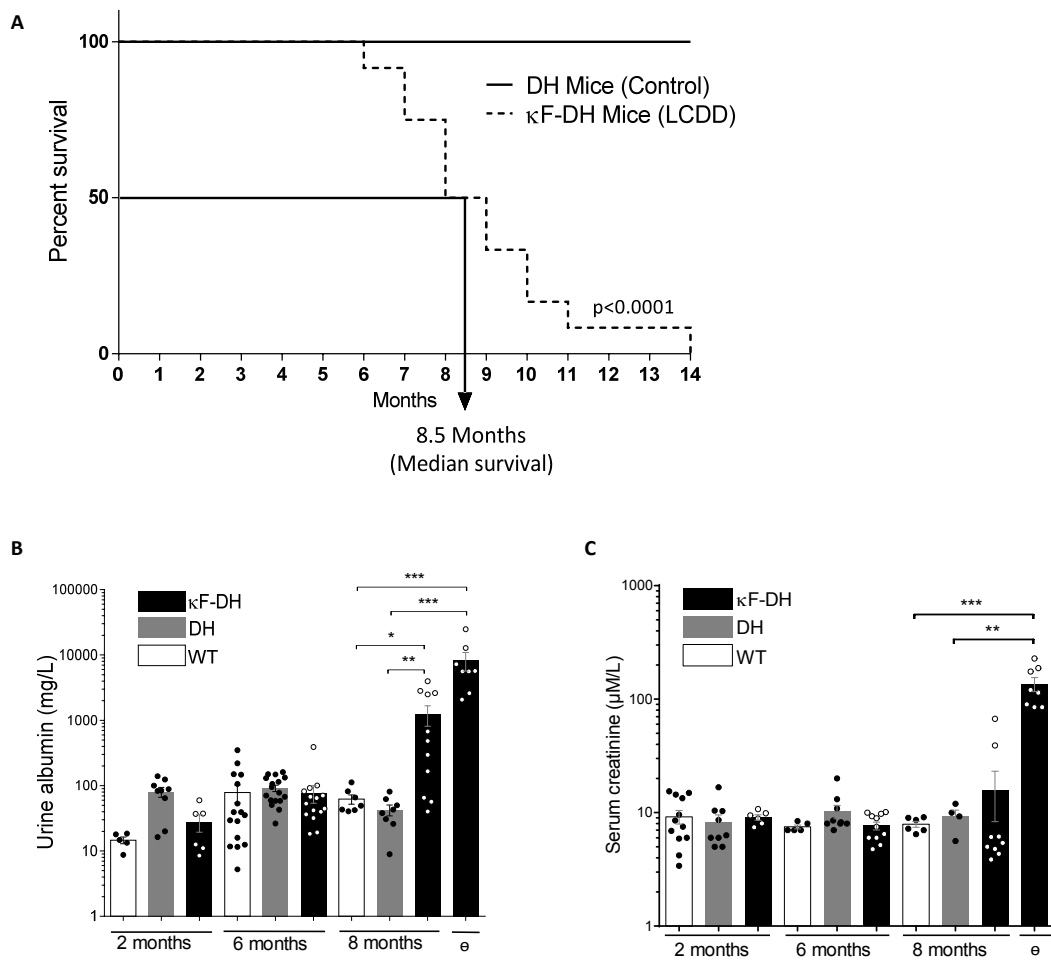 A
100
50
0
Percent survival
DH Mice (Control)
κF-DH Mice (LCDD)
p<0.0001
0 1 2 3 4 5 6 7 8 9 10 11 12 13 14
Months
8.5 Months
(Median survival)
B
100000
10000
1000
100
10
1
Urine albumin (mg/L)
κF-DH
DH
WT
***
***
*
**
2 months 6 months 8 months ɵ
C
1000
100
10
1
Serum creatinine (µM/L)
κF-DH
DH
WT
***
**
2 months 6 months 8 months ɵ